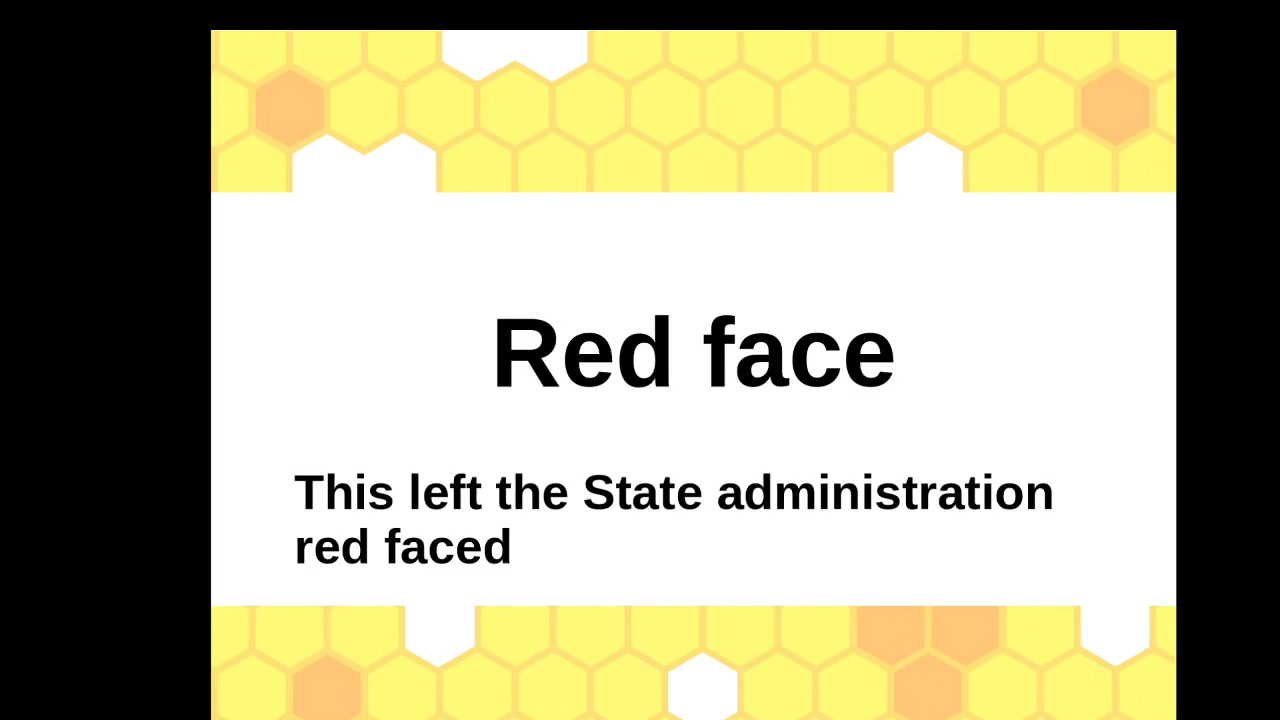 Red face
This left the State administration
red faced